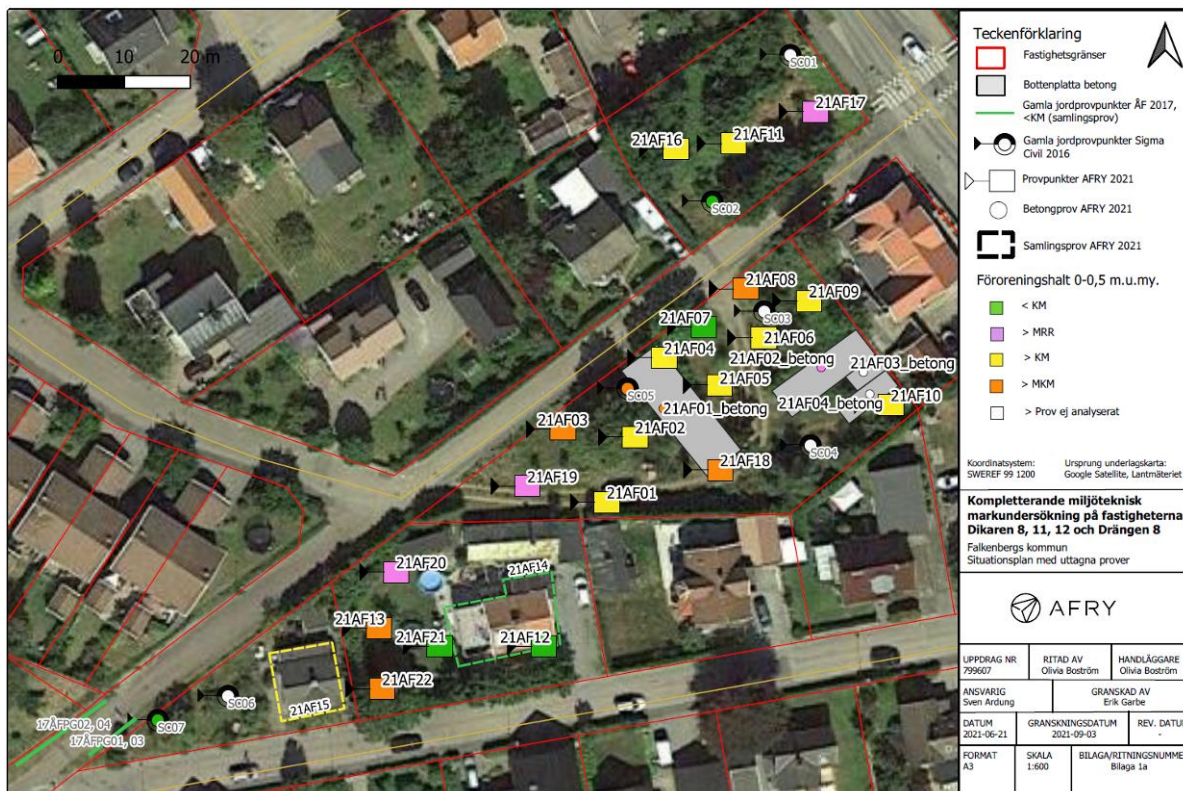 0 10 20 m
SC01
21AF17
21AF16
21AF11
SC02
21AF08
21AF09
SC03
21AF07
21AF06
21AF04
21AF02_betong
21AF03_betong
21AF05
SC05
21AF01_betong
21AF04_betong
21AF10
21AF03
21AF02
SC04
21AF18
21AF19
21AF01
21AF20
21AF14
21AF13
21AF21
21AF12
21AF22
SC06
21AF15
17ÅFPG02, 04
17ÅFPG01, 03
SC07
Teckenförklaring
Fastighetsgränser
Bottenplatta betong
Gamla jordprovpunkter ÅF 2017,
<KM (samlingsprov)
Gamla jordprovpunkter Sigma
Civil 2016
Provpunkter AFRY 2021
Betongprov AFRY 2021
Samlingsprov AFRY 2021
Föroreningshalt 0-0,5 m.u.my.
< KM
> MRR
> KM
> MKM
> Prov ej analyserat
Koordinatsystem:
SWEREF 99 1200
Ursprung underlagskarta:
Google Satellite, Lantmäteriet
Kompletterande miljöteknisk
markundersökning på fastigheterna
Dikaren 8, 11, 12 och Drängen 8
Falkenbergs kommun
Situationsplan med uttagna prover
AFRY
UPPDRAG NR
799607
RITAD AV
Olivia Boström
HANDLÄGGARE
Olivia Boström
ANSVARIG
Sven Ardung
GRANSKAD AV
Erik Garbe
DATUM
2021-06-21
GRANSKNINGSDATUM
2021-09-03
REV. DATU
-
FORMAT
A3
SKALA
1:600
BILAGA/RITNINGSNUMME
Bilaga 1a